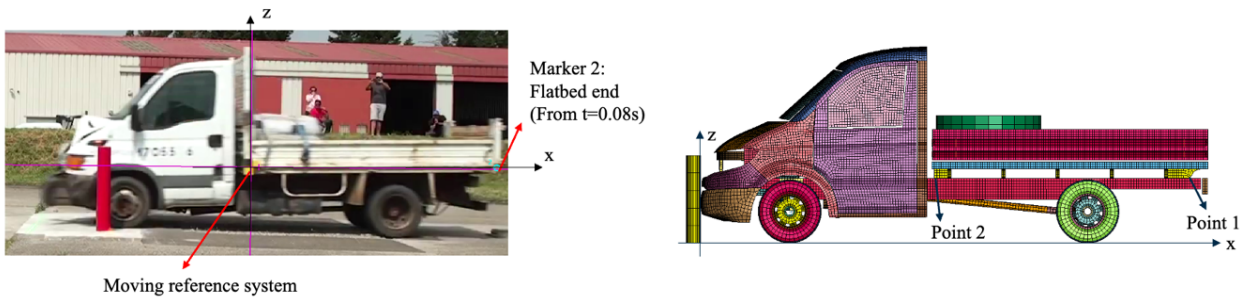 z
Marker 2:
Flatbed end
(From t=0.08s)
x
Moving reference system
z
Point 2
Point 1
x